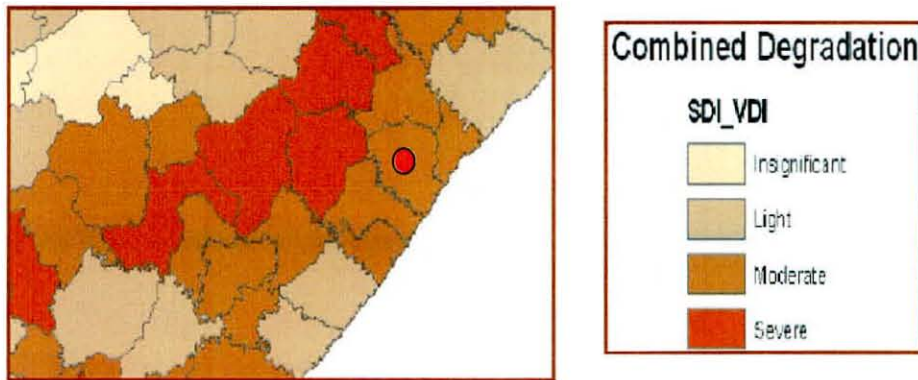 Combined Degradation
SDI_VDI
Insignificant
Light
Moderate
Severe